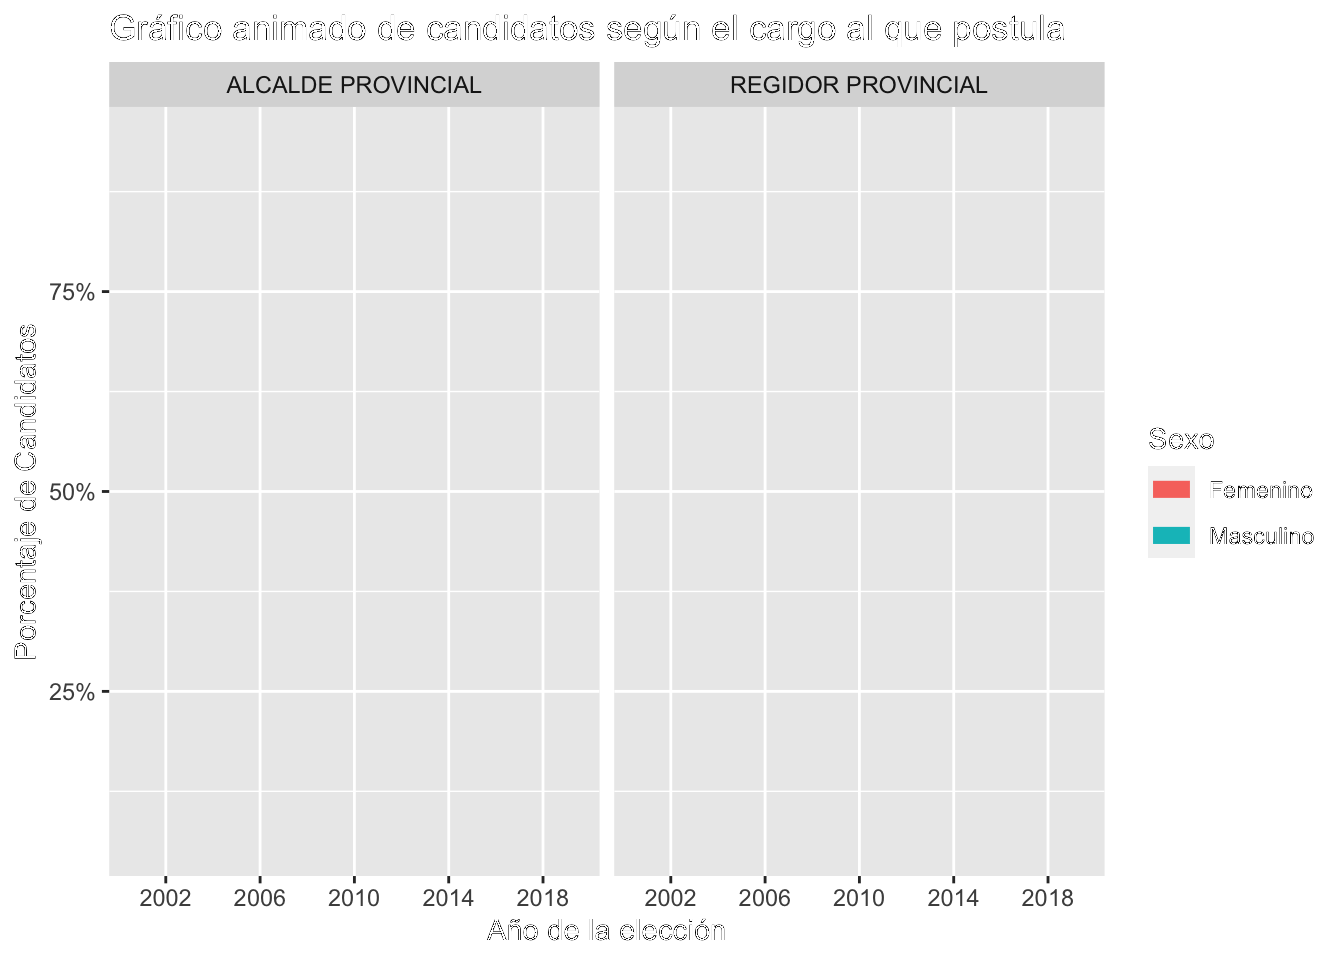 Gráfico animado de candidatos según el cargo al que postula
ALCALDE PROVINCIAL
REGIDOR PROVINCIAL
75%
50%
25%
Porcentaje de Candidatos
2002 2006 2010 2014 2018
2002 2006 2010 2014 2018
Año de la elección
Sexo
Femenino
Masculino